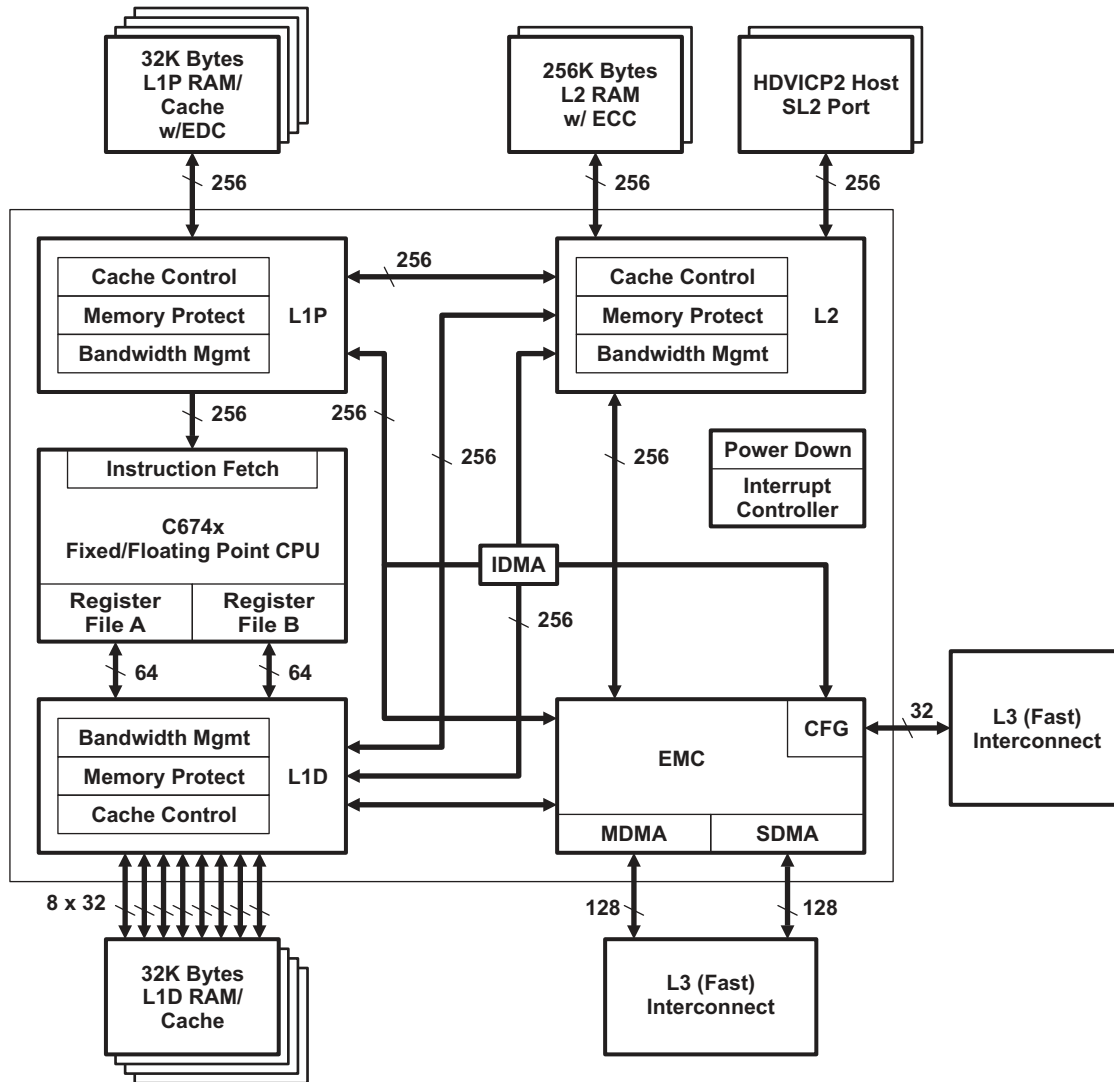 32K Bytes
L1P RAM/
Cache
w/EDC
256K Bytes
L2 RAM
w/ ECC
HDVICP2 Host
SL2 Port
256
256
256
Cache Control
Memory Protect
Bandwidth Mgmt
L1P
256
Cache Control
Memory Protect
Bandwidth Mgmt
L2
256
256
256
256
Instruction Fetch
C674x
Fixed/Floating Point CPU
Register
File A
Register
File B
Power Down
Interrupt
Controller
IDMA
256
64
64
Bandwidth Mgmt
Memory Protect
Cache Control
L1D
EMC
CFG
MDMA
SDMA
32
L3 (Fast)
Interconnect
8 x 32
128
128
32K Bytes
L1D RAM/
Cache
L3 (Fast)
Interconnect